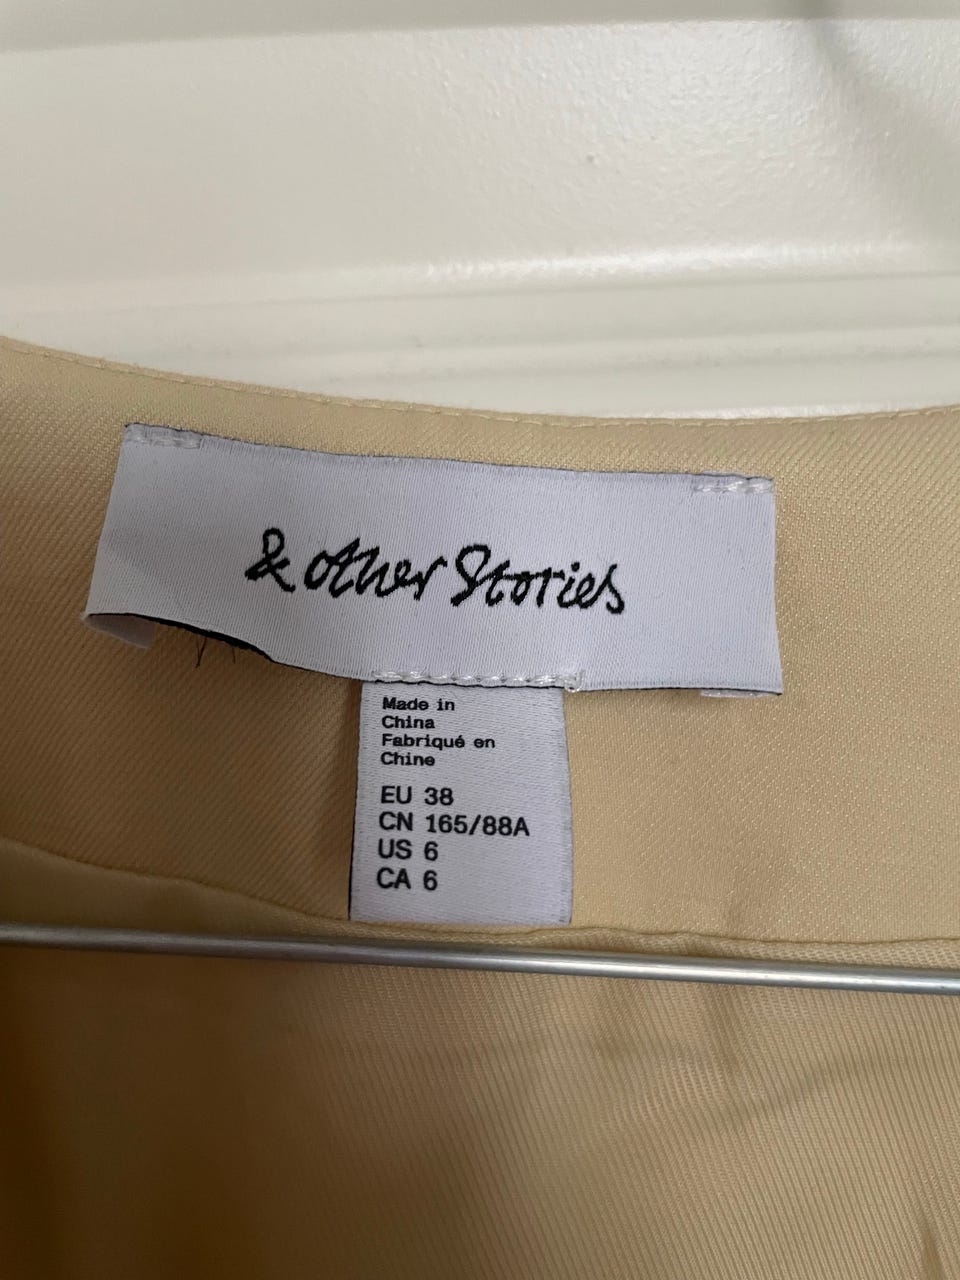 & Other Stories
Made in
China
Fabriqué en
Chine
EU 38
CN 165/88A
US 6
CA 6